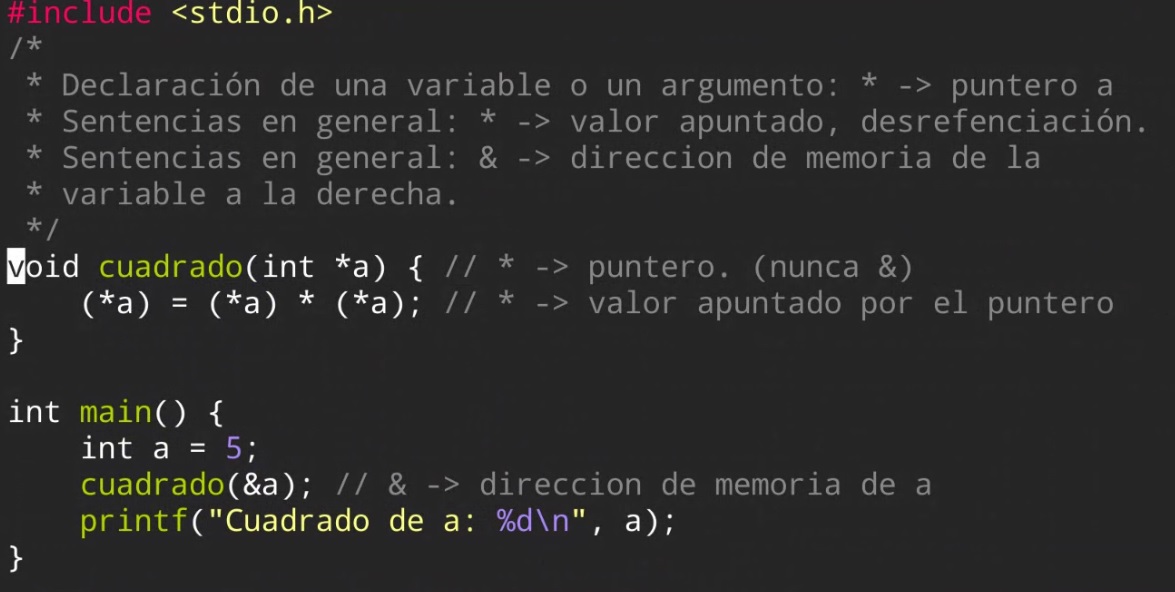 #include <stdio.h>
/*
 * Declaración de una variable o un argumento: * -> puntero a
 * Sentencias en general: * -> valor apuntado, desrefenciación.
 * Sentencias en general: & -> direccion de memoria de la
 * variable a la derecha.
 */
void cuadrado(int *a) { // * -> puntero. (nunca &)
    (*a) = (*a) * (*a); // * -> valor apuntado por el puntero
}

int main() {
    int a = 5;
    cuadrado(&a); // & -> direccion de memoria de a
    printf("Cuadrado de a: %d\n", a);
}